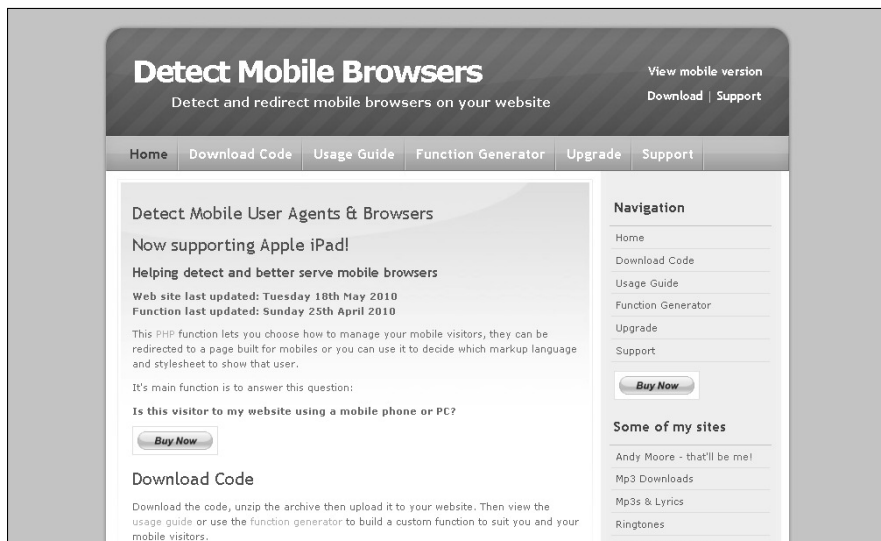 Detect Mobile Browsers
Detect and redirect mobile browsers on your website
View mobile version
Download | Support
Home
Download Code
Usage Guide
Function Generator
Upgrade
Support
Detect Mobile User Agents & Browsers
Now supporting Apple iPad!
Helping detect and better serve mobile browsers
Web site last updated: Tuesday 18th May 2010
Function last updated: Sunday 25th April 2010
This PHP function lets you choose how to manage your mobile visitors, they can be
redirected to a page built for mobiles or you can use it to decide which markup language
and stylesheet to show that user.
It's main function is to answer this question:
Is this visitor to my website using a mobile phone or PC?
Buy Now
Download Code
Download the code, unzip the archive then upload it to your website. Then view the
usage guide or use the function generator to build a custom function to suit you and your
mobile visitors.
Navigation
Home
Download Code
Usage Guide
Function Generator
Upgrade
Support
Buy Now
Some of my sites
Andy Moore - that'll be me!
Mp3 Downloads
Mp3s & Lyrics
Ringtones